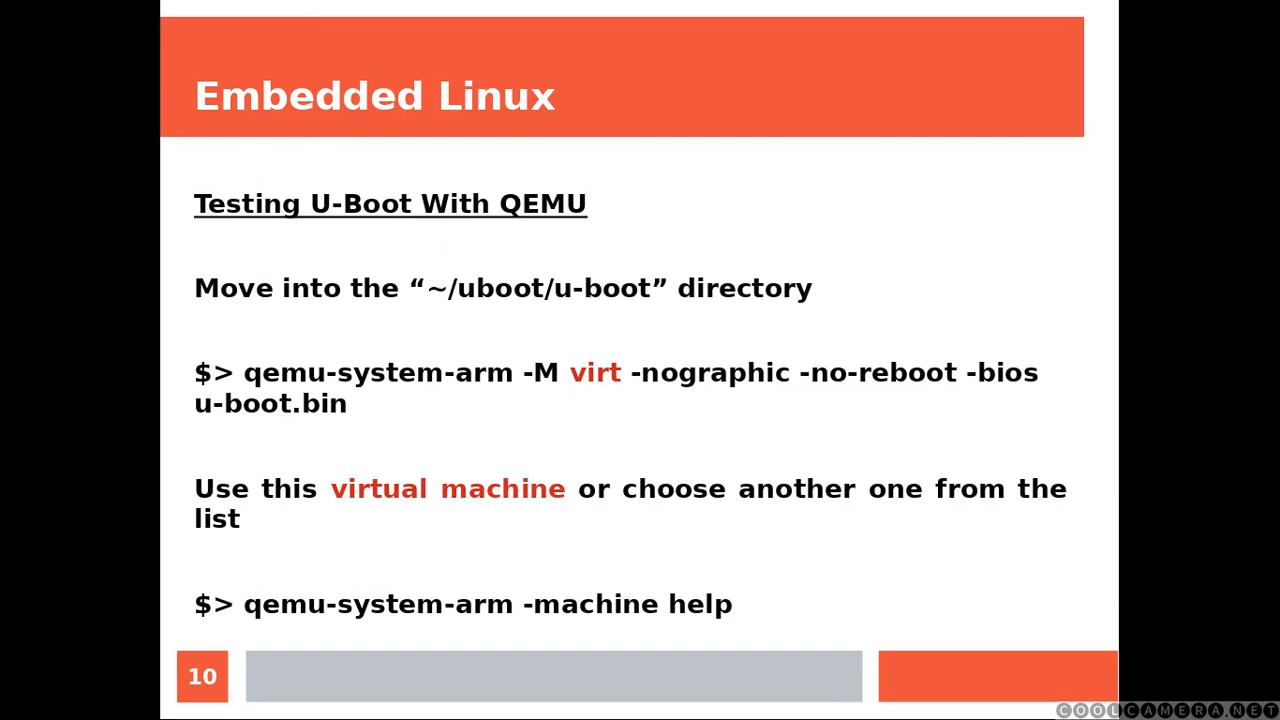 Embedded Linux
Testing U-Boot With QEMU
Move into the “~/uboot/u-boot” directory
$> qemu-system-arm -M virt -nographic -no-reboot -bios
u-boot.bin
Use this virtual machine or choose another one from the
list
$> qemu-system-arm -machine help
10
COOLCAMERA.NET